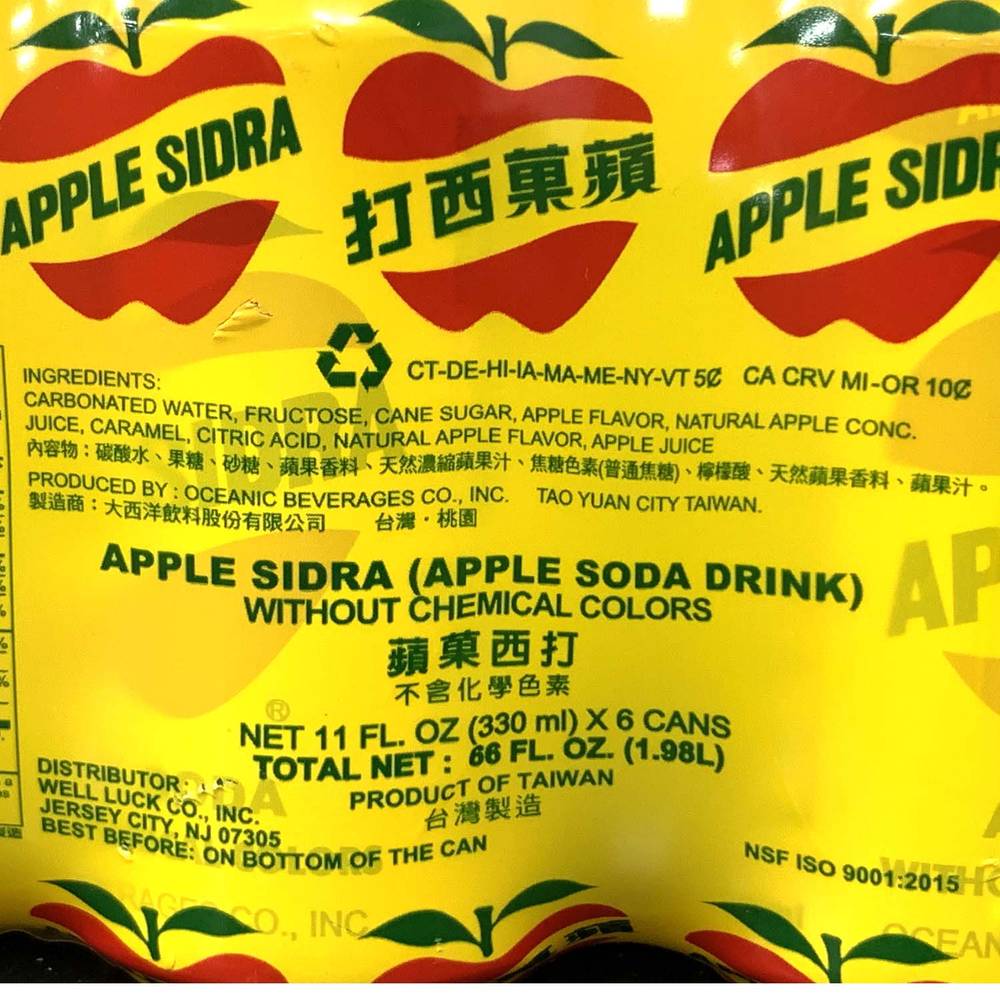 APPLE SIDRA
打西菓蘋
APPLE SIDR
CT-DE-HI-IA-MA-ME-NY-VT 5¢ CA CRV MI-OR 10¢
INGREDIENTS:
CARBONATED WATER, FRUCTOSE, CANE SUGAR, APPLE FLAVOR, NATURAL APPLE CONC.
JUICE, CARAMEL, CITRIC ACID, NATURAL APPLE FLAVOR, APPLE JUICE
內容物：碳酸水、果糖、砂糖、蘋果香料、天然濃縮蘋果汁、焦糖色素(普通焦糖)、檸檬酸、天然蘋果香料、蘋果汁。
PRODUCED BY : OCEANIC BEVERAGES CO., INC. TAO YUAN CITY TAIWAN.
製造商：大西洋飲料股份有限公司 台灣·桃園
APPLE SIDRA (APPLE SODA DRINK)
WITHOUT CHEMICAL COLORS
蘋菓西打
不含化學色素
®
NET 11 FL. OZ (330 ml) X 6 CANS
TOTAL NET : 66 FL. OZ. (1.98L)
PRODUCT OF TAIWAN
台灣製造
DISTRIBUTOR:
WELL LUCK CO., INC.
JERSEY CITY, NJ 07305
BEST BEFORE: ON BOTTOM OF THE CAN
NSF ISO 9001:2015
AP
CO., INC
WITH
OCEAN